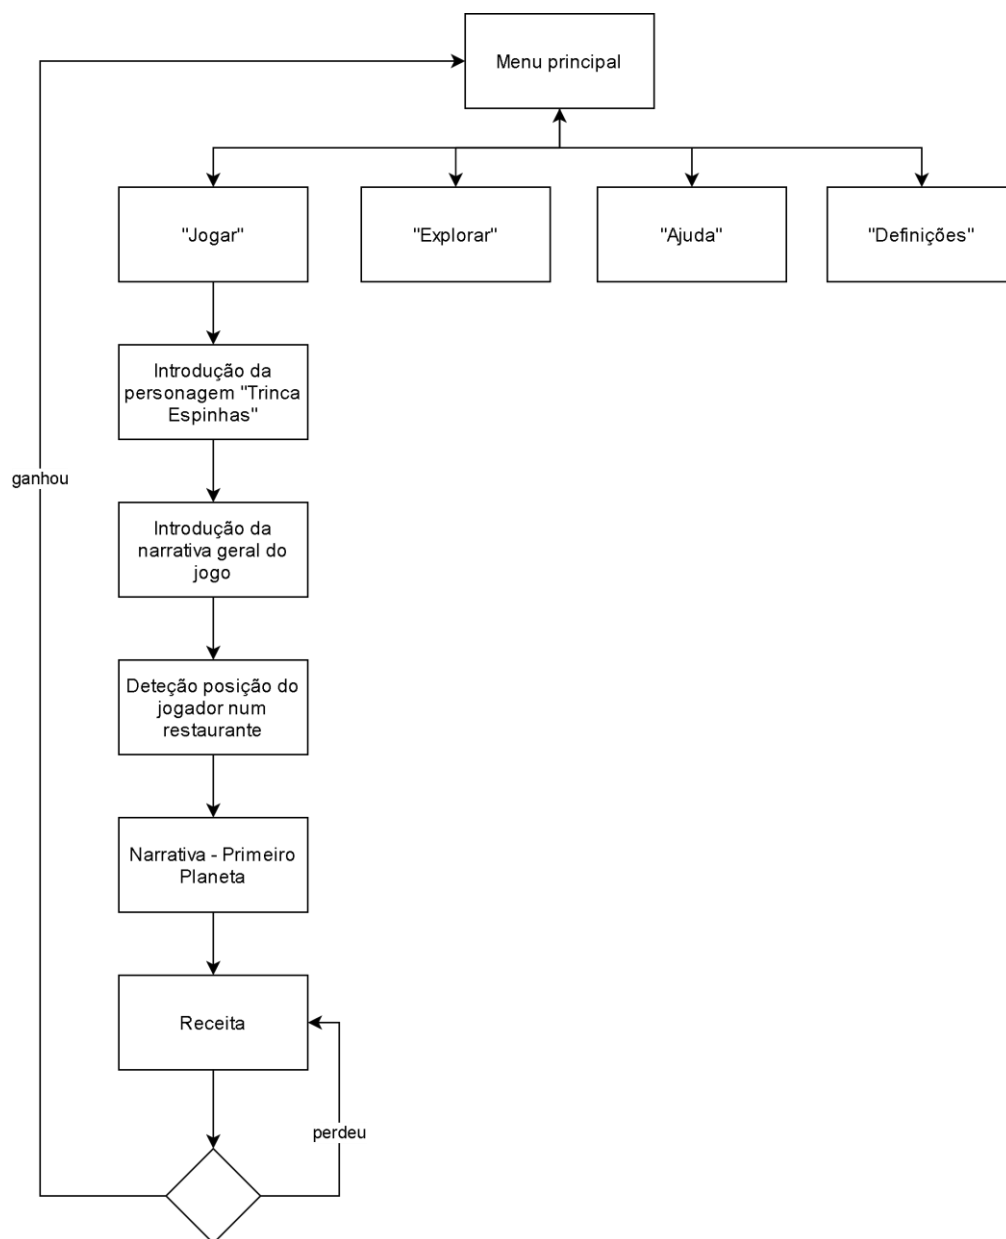 Menu principal
"Jogar"
"Explorar"
"Ajuda"
"Definições"
Introdução da
personagem "Trinca
Espinhas"
ganhou
Introdução da
narrativa geral do
jogo
Deteção posição do
jogador num
restaurante
Narrativa - Primeiro
Planeta
Receita
perdeu